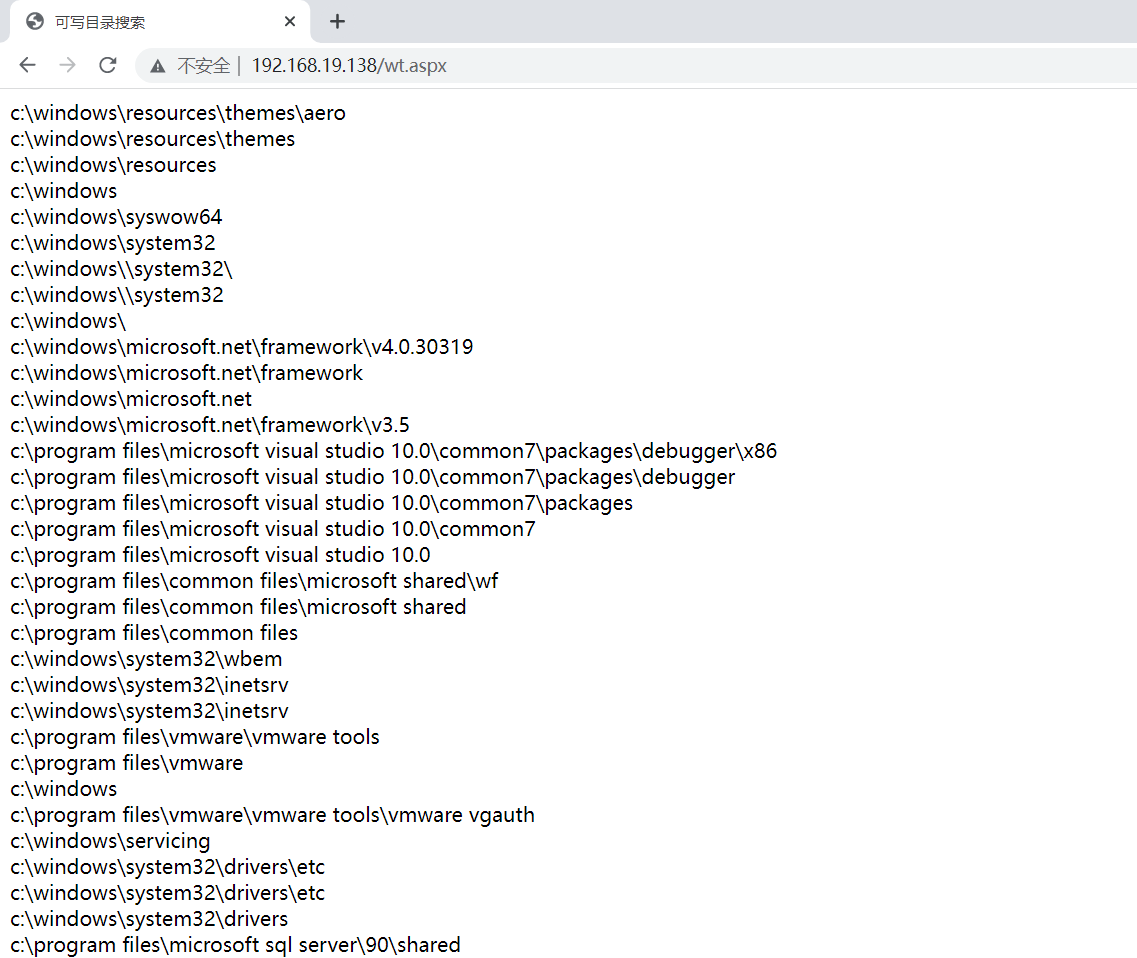 可写目录搜索
不安全 | 192.168.19.138/wt.aspx
c:\windows\resources\themes\aero
c:\windows\resources\themes
c:\windows\resources
c:\windows
c:\windows\syswow64
c:\windows\system32
c:\windows\\system32\
c:\windows\\system32
c:\windows\
c:\windows\microsoft.net\framework\v4.0.30319
c:\windows\microsoft.net\framework
c:\windows\microsoft.net
c:\windows\microsoft.net\framework\v3.5
c:\program files\microsoft visual studio 10.0\common7\packages\debugger\x86
c:\program files\microsoft visual studio 10.0\common7\packages\debugger
c:\program files\microsoft visual studio 10.0\common7\packages
c:\program files\microsoft visual studio 10.0\common7
c:\program files\microsoft visual studio 10.0
c:\program files\common files\microsoft shared\wf
c:\program files\common files\microsoft shared
c:\program files\common files
c:\windows\system32\wbem
c:\windows\system32\inetsrv
c:\windows\system32\inetsrv
c:\program files\vmware\vmware tools
c:\program files\vmware
c:\windows
c:\program files\vmware\vmware tools\vmware vgauth
c:\windows\servicing
c:\windows\system32\drivers\etc
c:\windows\system32\drivers\etc
c:\windows\system32\drivers
c:\program files\microsoft sql server\90\shared